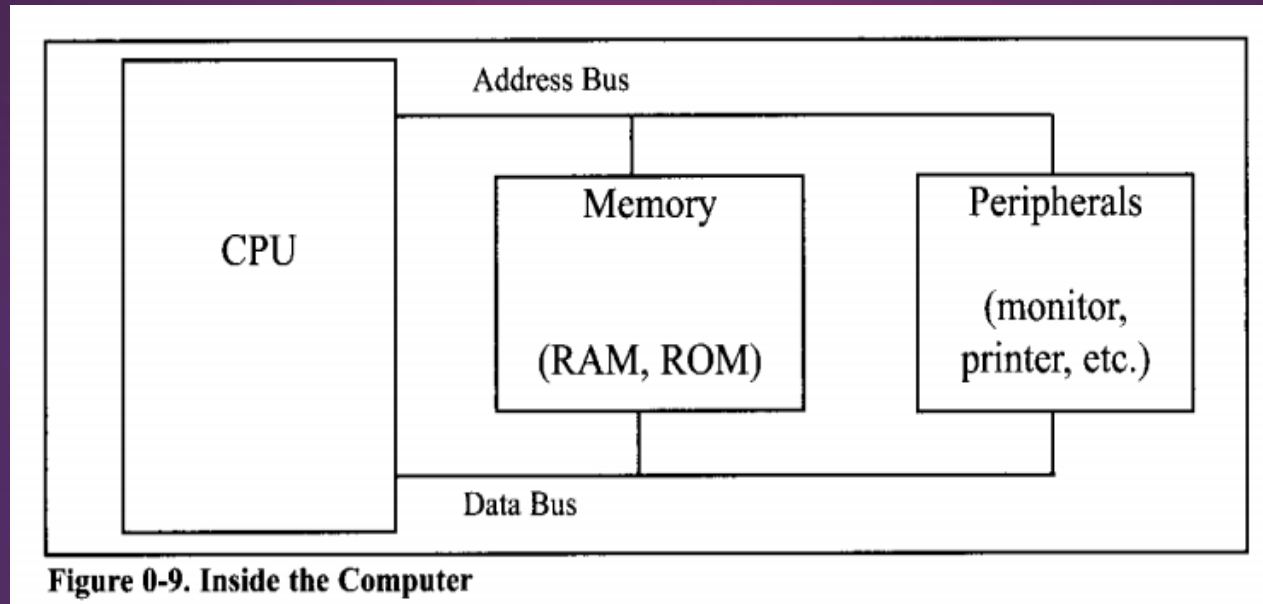 Address Bus
CPU
Memory
(RAM, ROM)
Peripherals
(monitor,
printer, etc.)
Data Bus
Figure 0-9. Inside the Computer